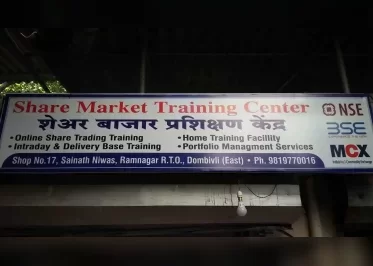 Share Market Training Center
शेअर बाजार प्रशिक्षण केंद्र
NSE
BSE
MCX
• Online Share Trading Training
• Home Training Facillity
• Intraday & Delivery Base Training
• Portfolio Managment Services
Shop No.17, Sainath Niwas, Ramnagar R.T.O., Dombivli (East) • Ph. 9819770016